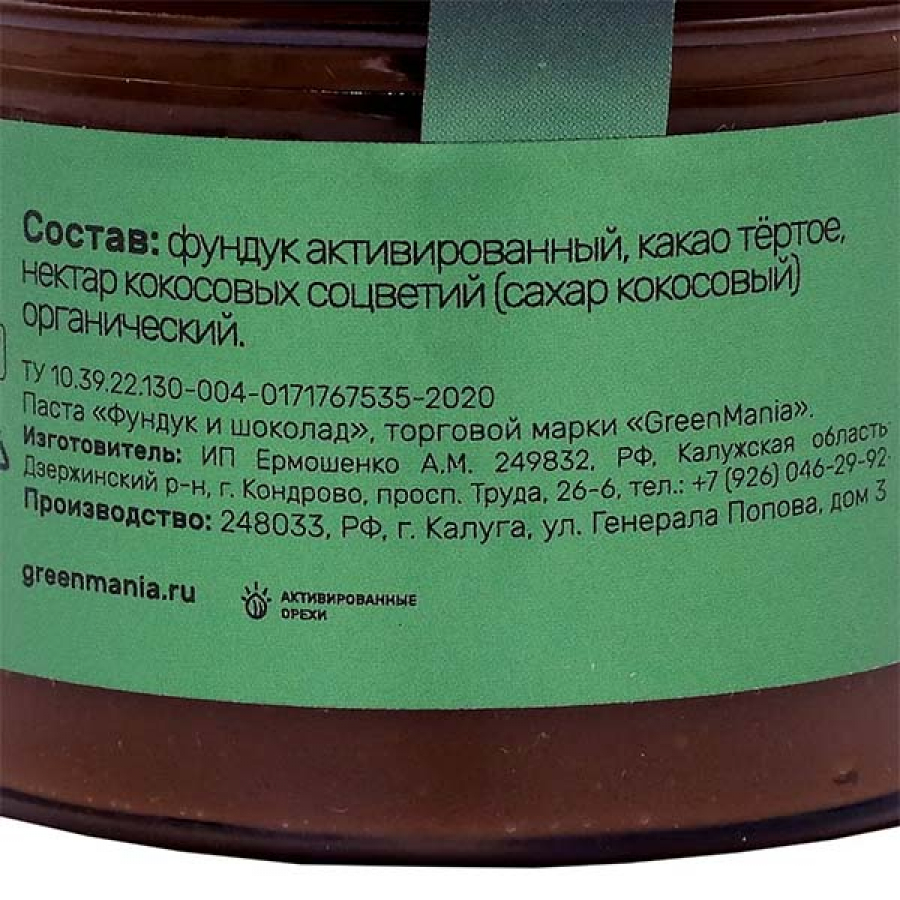 Состав: фундук активированный, какао тёртое,
нектар кокосовых соцветий (сахар кокосовый)
органический.
ТУ 10.39.22.130-004-0171767535-2020
Паста «Фундук и шоколад», торговой марки «GreenMania».
Изготовитель: ИП Ермошенко А.М. 249832, РФ, Калужская область,
Дзержинский р-н, г. Кондрово, просп. Труда, 26-6, тел.: +7 (926) 046-29-92.
Производство: 248033, РФ, г. Калуга, ул. Генерала Попова, дом 3
greenmania.ru
АКТИВИРОВАННЫЕ
ОРЕХИ